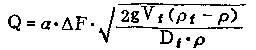 Q = α·ΔF·√(2gV_f(ρ_f − ρ) / D_f·ρ)